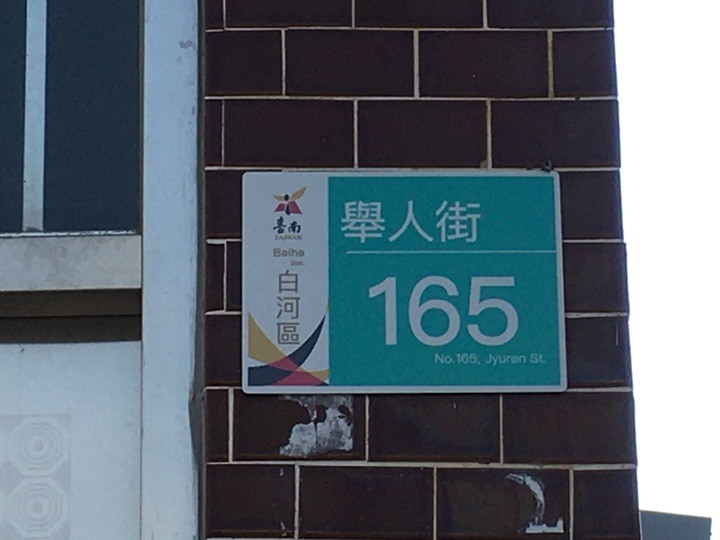 臺南
TAINAN
Baihe
Dist.
白河區
舉人街
165
No.165, Jyuren St.